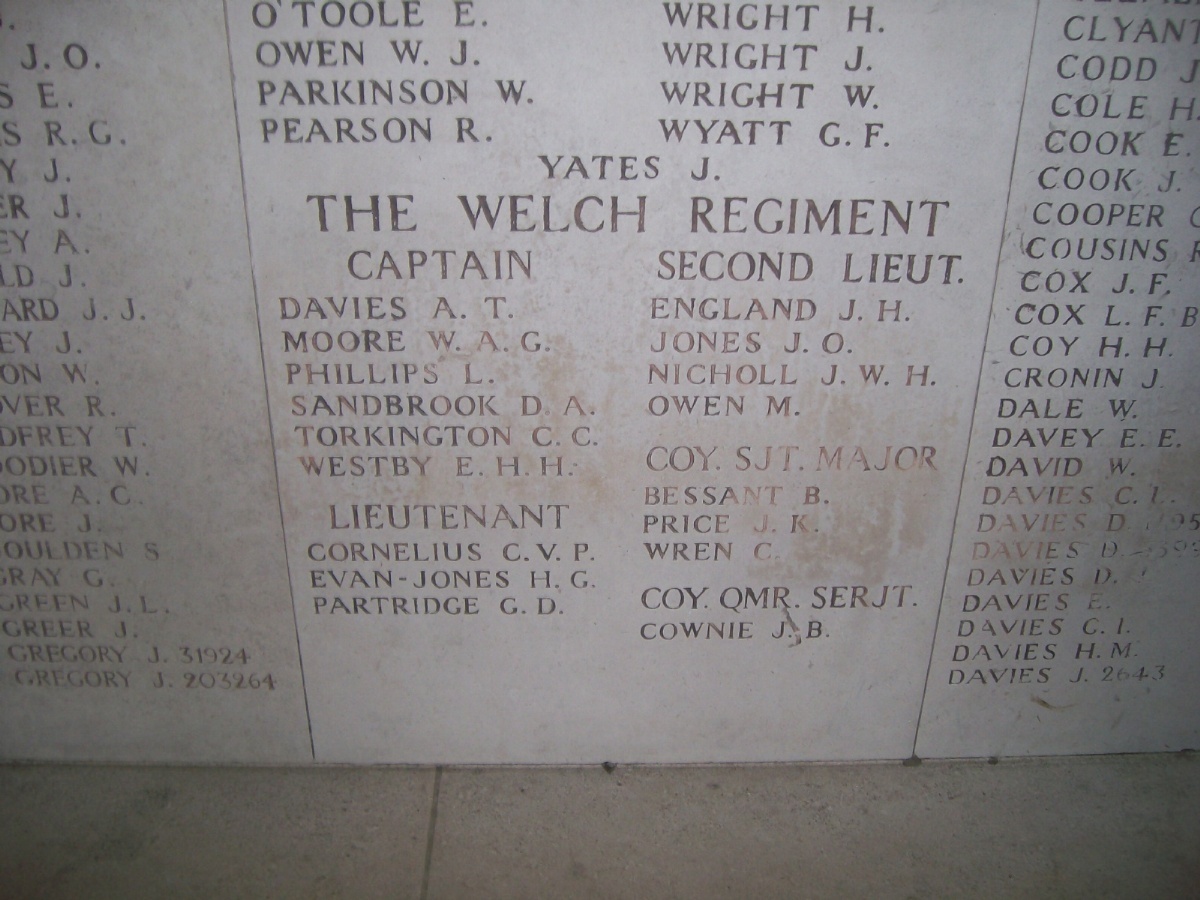 J. O.
S E.
S R. G.
Y J.
ER J.
EY A.
LD J.
ARD J. J.
EY J.
ON W.
VER R.
DFREY T.
ODIER W.
ORE A. C.
ORE J.
GOULDEN S
GRAY G.
GREEN J. L.
GREER J.
GREGORY J. 31924
GREGORY J. 203264
O'TOOLE E.
OWEN W. J.
PARKINSON W.
PEARSON R.
WRIGHT H.
WRIGHT J.
WRIGHT W.
WYATT G. F.
YATES J.
THE WELCH REGIMENT
CAPTAIN
DAVIES A. T.
MOORE W. A. G.
PHILLIPS L.
SANDBROOK D. A.
TORKINGTON C. C.
WESTBY E. H. H.
LIEUTENANT
CORNELIUS C. V. P.
EVAN-JONES H. G.
PARTRIDGE G. D.
SECOND LIEUT.
ENGLAND J. H.
JONES J. O.
NICHOLL J. W. H.
OWEN M.
COY. SJT. MAJOR
BESSANT B.
PRICE J. K.
WREN C.
COY. QMR. SERJT.
COWNIE J. B.
CLYANT
CODD J
COLE H.
COOK E.
COOK J.
COOPER
COUSINS R
COX J. F.
COX L. F. B
COY H. H.
CRONIN J
DALE W.
DAVEY E. E.
DAVID W.
DAVIES C. L.
DAVIES D.
DAVIES D.
DAVIES D.
DAVIES E.
DAVIES G. I.
DAVIES H. M.
DAVIES J. 2643